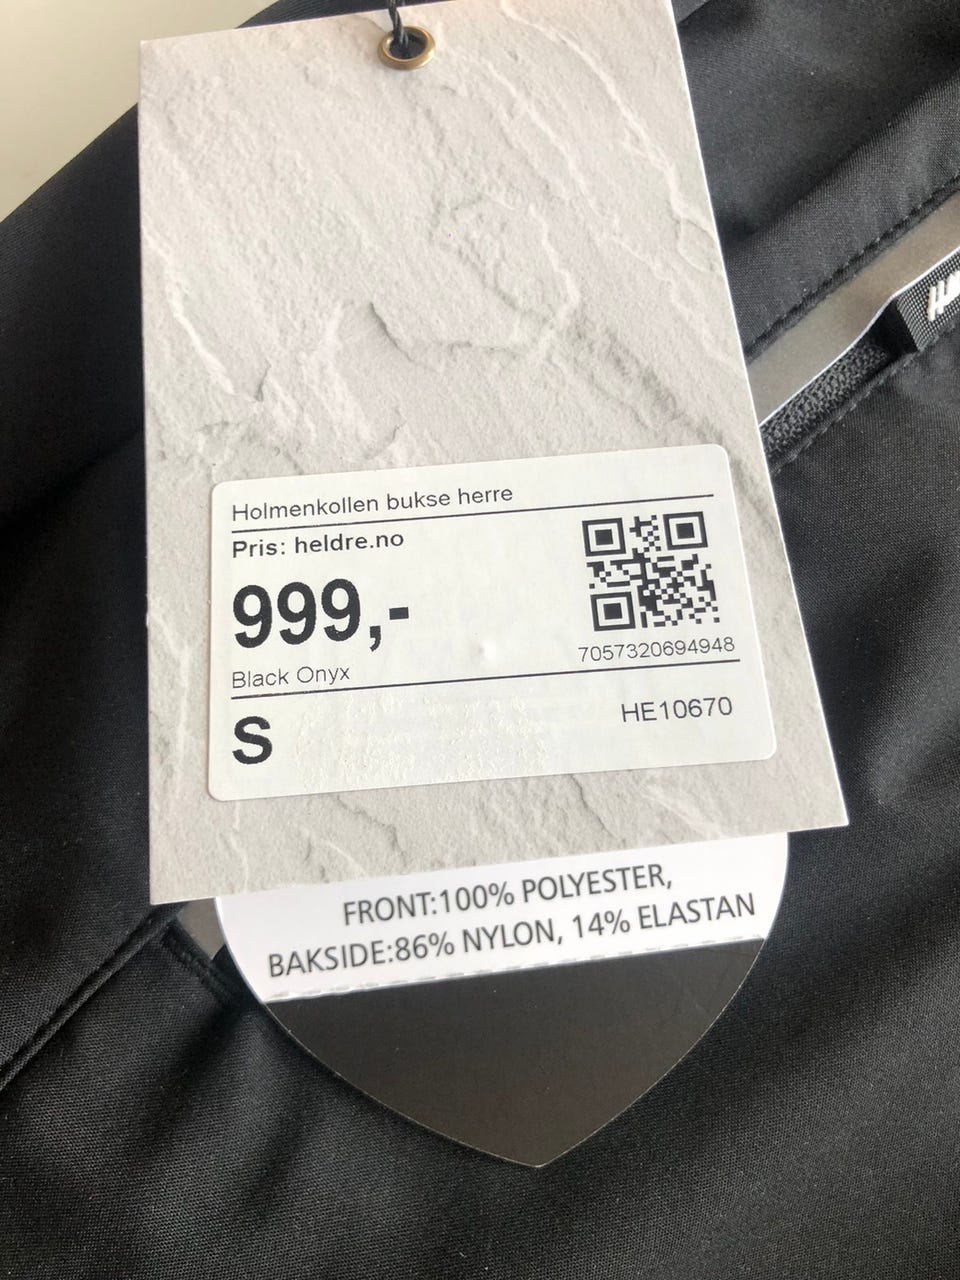 Holmenkollen bukse herre
Pris: heldre.no
999,-
7057320694948
Black Onyx
S
HE10670
FRONT:100% POLYESTER,
BAKSIDE:86% NYLON, 14% ELASTAN